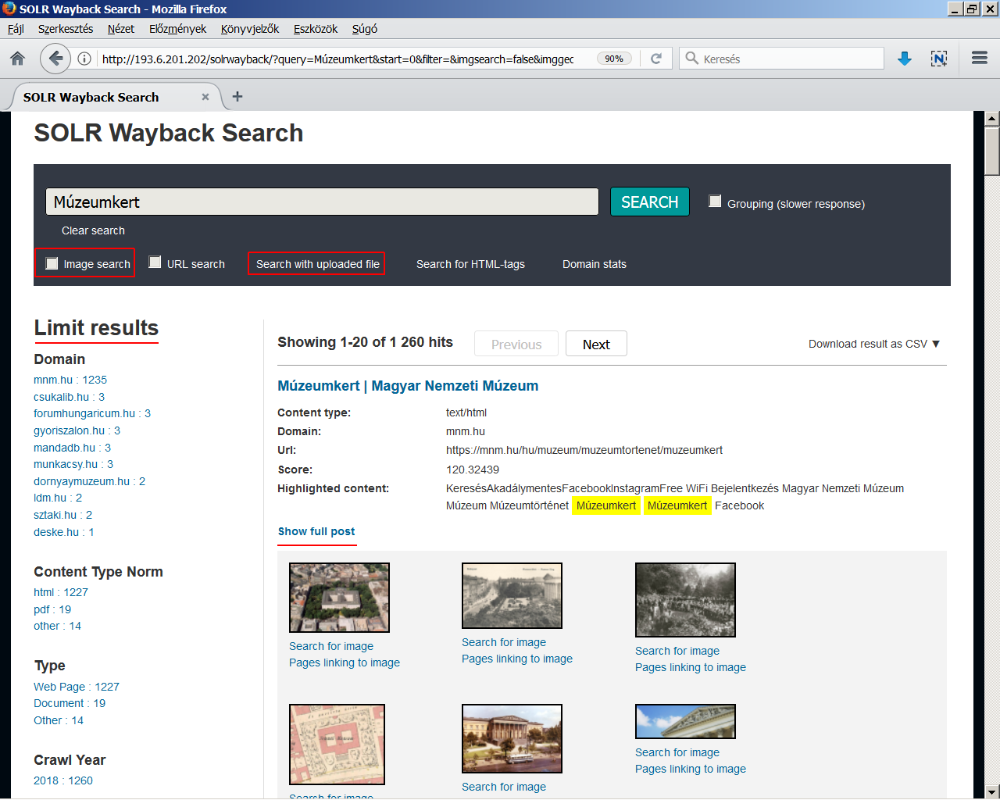 SOLR Wayback Search - Mozilla Firefox
Fájl Szerkesztés Nézet Előzmények Könyvjelzők Eszközök Súgó
http://193.6.201.202/solrwayback/?query=Múzeumkert&start=0&filter=&imgsearch=false&imggeo 90% Keresés
SOLR Wayback Search
SOLR Wayback Search
Múzeumkert SEARCH Grouping (slower response)
Clear search
Image search URL search Search with uploaded file Search for HTML-tags Domain stats
Limit results
Domain
mnm.hu : 1235
csukalib.hu : 3
forumhungaricum.hu : 3
gyoriszalon.hu : 3
mandadb.hu : 3
munkacsy.hu : 3
dornyaymuzeum.hu : 2
ldm.hu : 2
sztaki.hu : 2
deske.hu : 1
Content Type Norm
html : 1227
pdf : 19
other : 14
Type
Web Page : 1227
Document : 19
Other : 14
Crawl Year
2018 : 1260
Showing 1-20 of 1 260 hits Previous Next Download result as CSV ▼
Múzeumkert | Magyar Nemzeti Múzeum
Content type: text/html
Domain: mnm.hu
Url: https://mnm.hu/hu/muzeum/muzeumtortenet/muzeumkert
Score: 120.32439
Highlighted content: KeresésAkadálymentesFacebookInstagramFree WiFi Bejelentkezés Magyar Nemzeti Múzeum
Múzeum Múzeumtörténet Múzeumkert Múzeumkert Facebook
Show full post
Search for image
Pages linking to image
Search for image
Pages linking to image
Search for image
Pages linking to image
Search for image
Search for image
Search for image
Pages linking to image